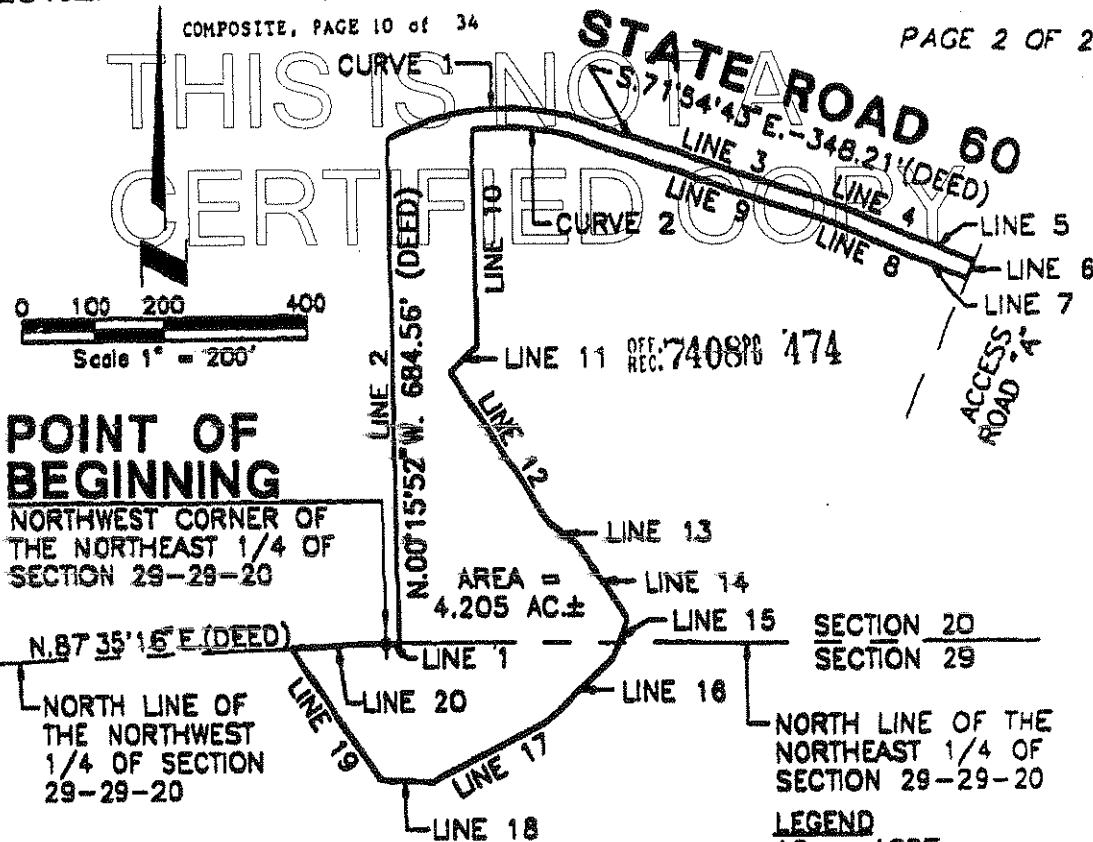 COMPOSITE, PAGE 10 of 34
PAGE 2 OF 2
THIS IS NOT A
CERTIFIED COPY
CURVE 1
STATE ROAD 60
S.71°54'43"E.-348.21'(DEED)
LINE 3
LINE 4
LINE 5
LINE 6
LINE 7
LINE 8
LINE 9
CURVE 2
LINE 10
ACCESS
ROAD "A"
0 100 200 400
Scale 1" = 200'
LINE 2
N.00°15'52"W. 684.56' (DEED)
LINE 11
OFF. REC. 7408 PG 474
LINE 12
POINT OF
BEGINNING
NORTHWEST CORNER OF
THE NORTHEAST 1/4 OF
SECTION 29-29-20
LINE 13
AREA =
4.205 AC.±
LINE 14
LINE 15
SECTION 20
SECTION 29
N.87°35'16"E.(DEED)
LINE 1
LINE 20
LINE 16
NORTH LINE OF
THE NORTHWEST
1/4 OF SECTION
29-29-20
LINE 19
LINE 17
LINE 18
NORTH LINE OF THE
NORTHEAST 1/4 OF
SECTION 29-29-20
LEGEND